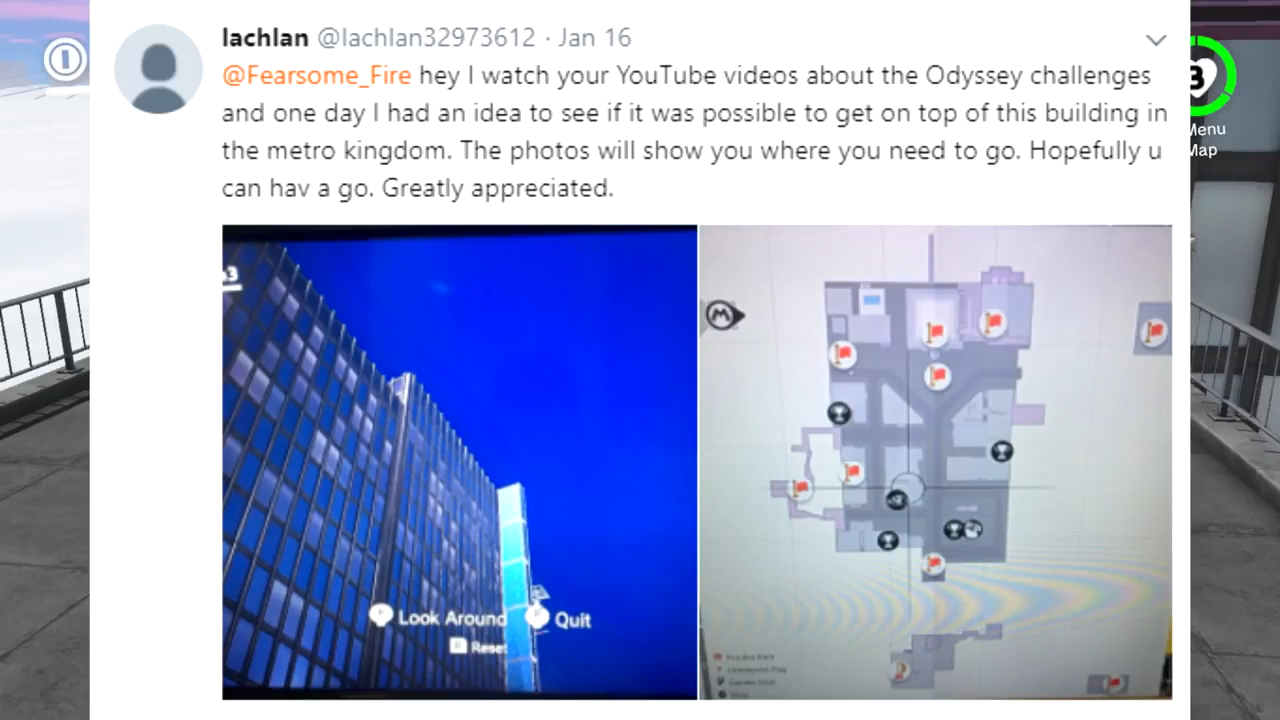 lachlan @lachlan32973612 · Jan 16
@Fearsome_Fire hey I watch your YouTube videos about the Odyssey challenges
and one day I had an idea to see if it was possible to get on top of this building in
the metro kingdom. The photos will show you where you need to go. Hopefully u
can hav a go. Greatly appreciated.
3
Menu
Map
3
Look Around
Quit
Reset